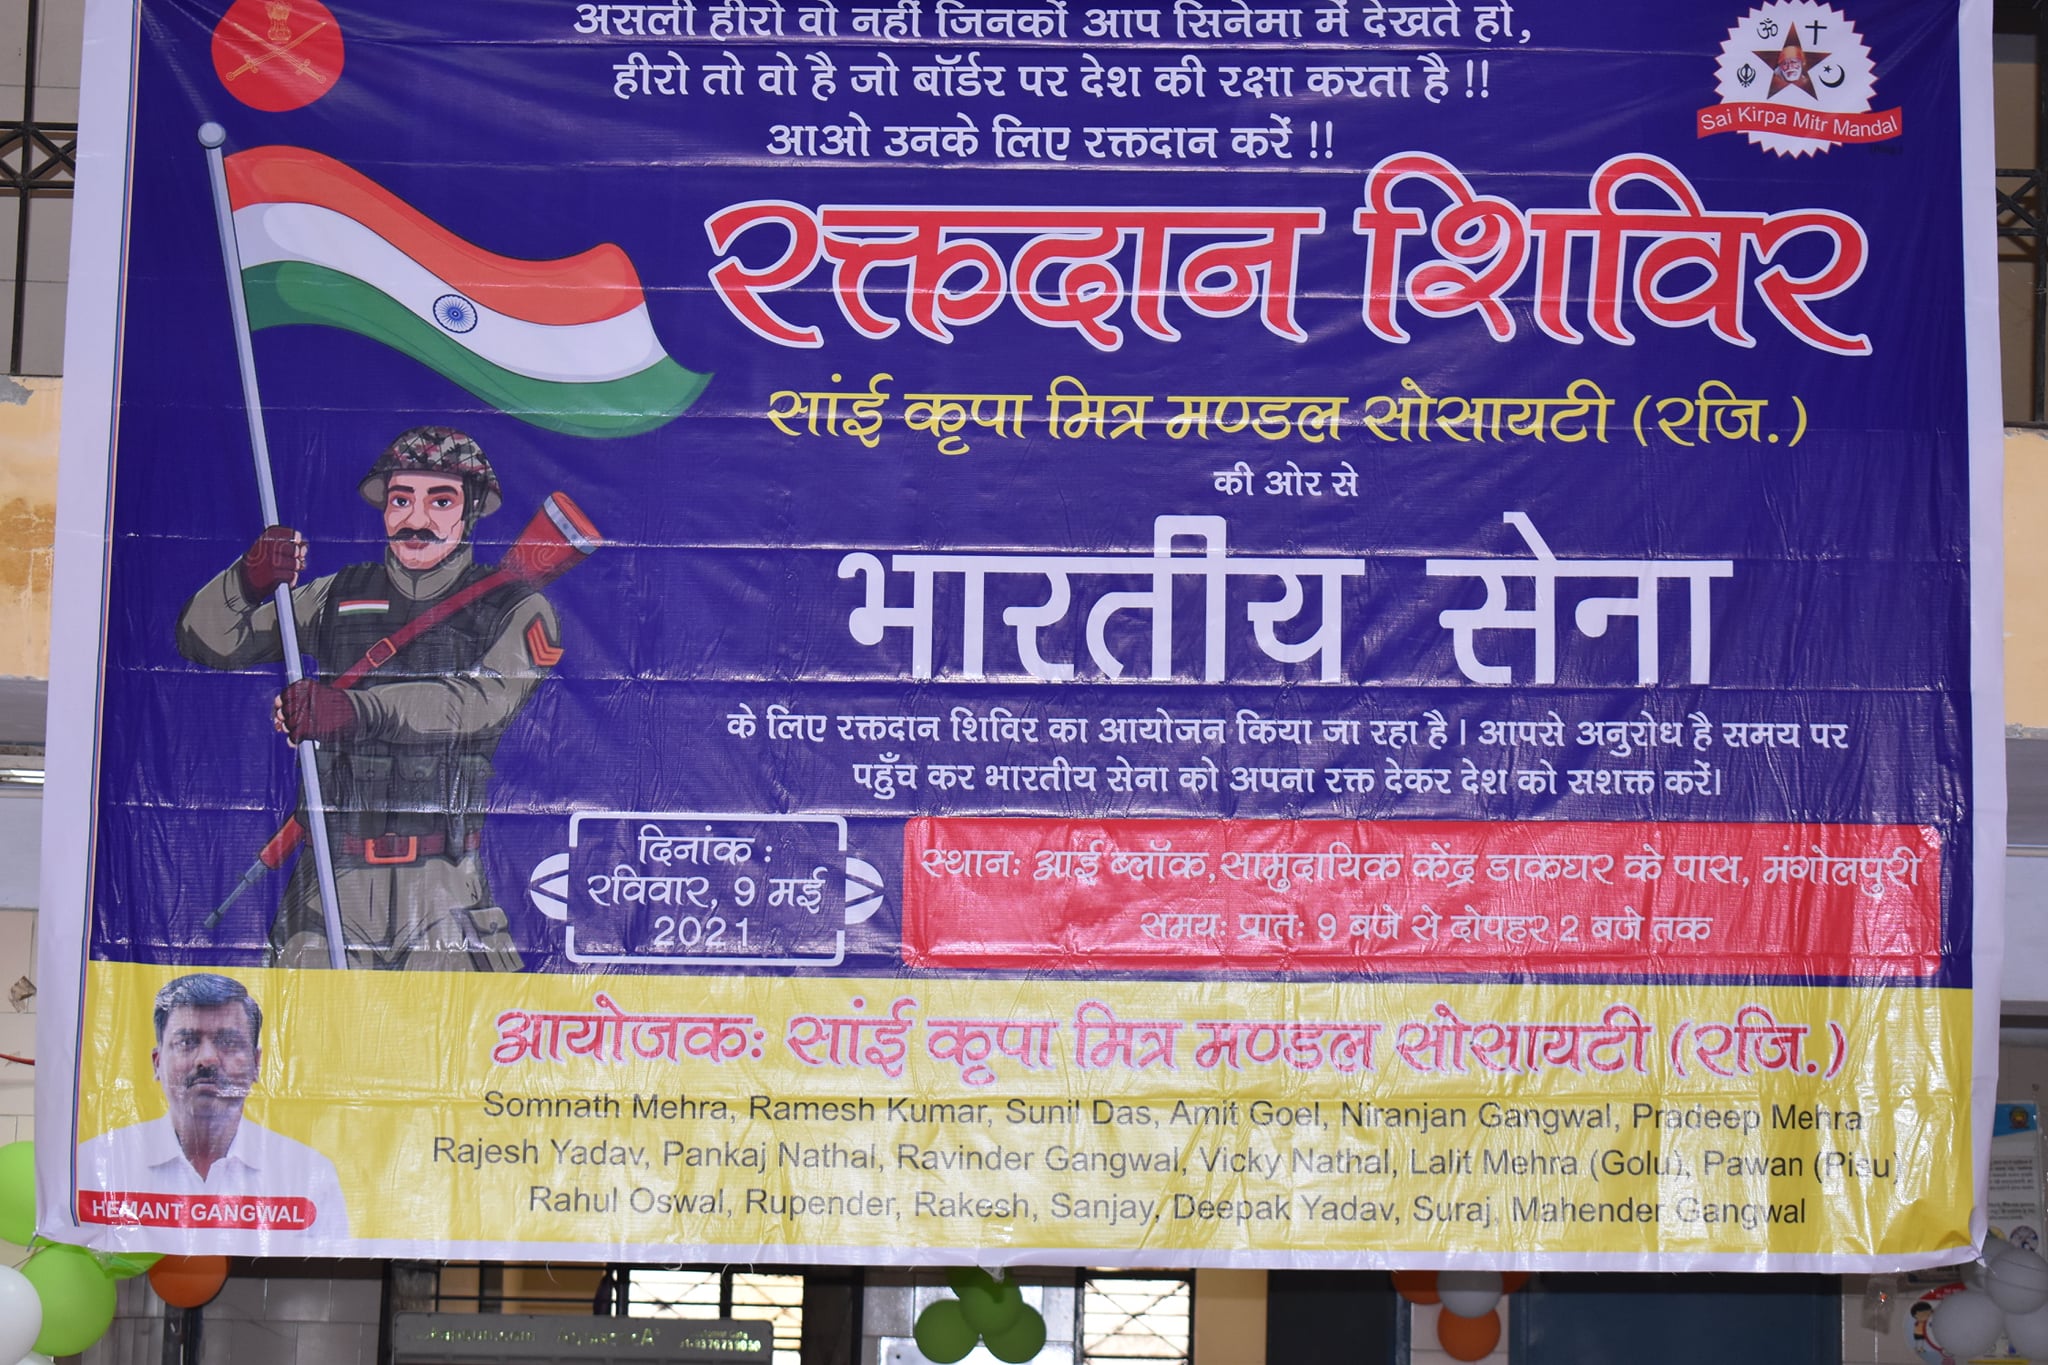 असली हीरो वो नहीं जिनकों आप सिनेमा में देखते हो,
हीरो तो वो है जो बॉर्डर पर देश की रक्षा करता है !!
आओ उनके लिए रक्तदान करें !!
Sai Kirpa Mitr Mandal
रक्तदान शिविर
सांई कृपा मित्र मण्डल सोसायटी (रजि.)
की ओर से
भारतीय सेना
के लिए रक्तदान शिविर का आयोजन किया जा रहा है। आपसे अनुरोध है समय पर
पहुँच कर भारतीय सेना को अपना रक्त देकर देश को सशक्त करें।
दिनांक :
रविवार, 9 मई
2021
स्थानः आई ब्लॉक,सामुदायिक केंद्र डाकघर के पास, मंगोलपुरी
समयः प्रातः 9 बजे से दोपहर 2 बजे तक
आयोजकः सांई कृपा मित्र मण्डल सोसायटी (रजि.)
Somnath Mehra, Ramesh Kumar, Sunil Das, Amit Goel, Niranjan Gangwal, Pradeep Mehra
Rajesh Yadav, Pankaj Nathal, Ravinder Gangwal, Vicky Nathal, Lalit Mehra (Golu), Pawan (Pisu)
Rahul Oswal, Rupender, Rakesh, Sanjay, Deepak Yadav, Suraj, Mahender Gangwal
HEMANT GANGWAL